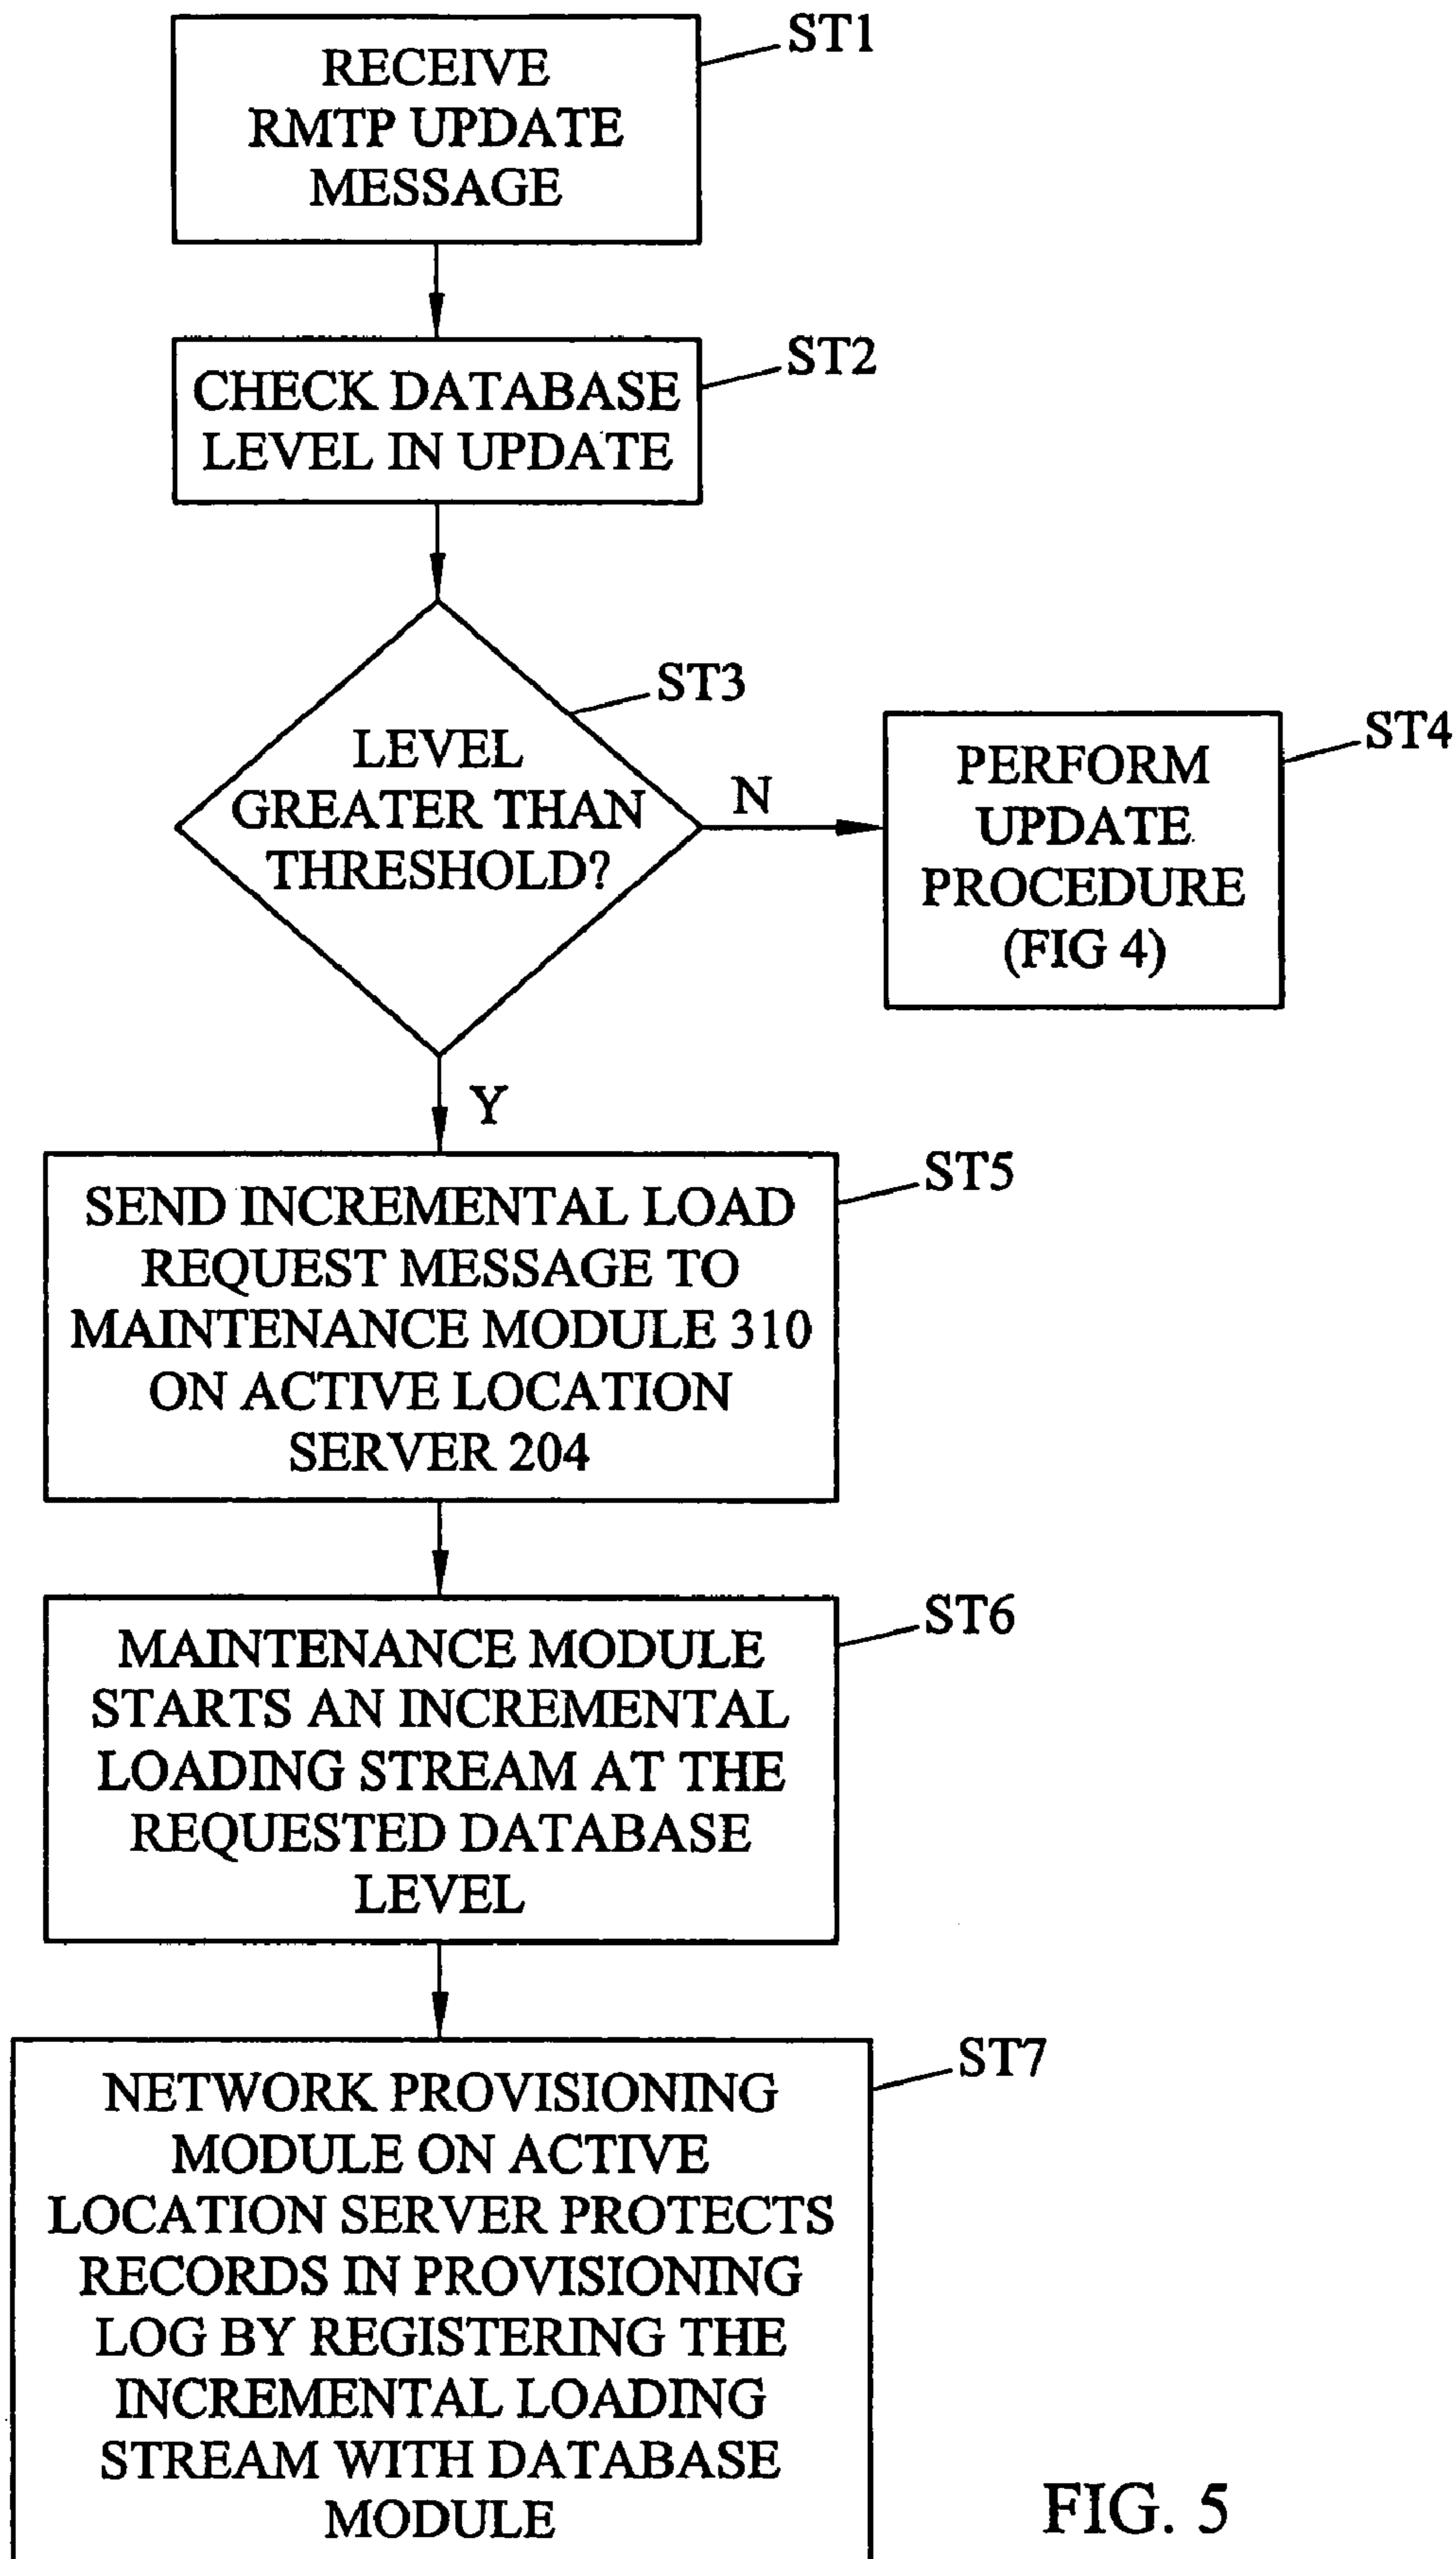 RECEIVE
RMTP UPDATE
MESSAGE
ST1
CHECK DATABASE
LEVEL IN UPDATE
ST2
LEVEL
GREATER THAN
THRESHOLD?
ST3
N
PERFORM
UPDATE
PROCEDURE
(FIG 4)
ST4
Y
SEND INCREMENTAL LOAD
REQUEST MESSAGE TO
MAINTENANCE MODULE 310
ON ACTIVE LOCATION
SERVER 204
ST5
MAINTENANCE MODULE
STARTS AN INCREMENTAL
LOADING STREAM AT THE
REQUESTED DATABASE
LEVEL
ST6
NETWORK PROVISIONING
MODULE ON ACTIVE
LOCATION SERVER PROTECTS
RECORDS IN PROVISIONING
LOG BY REGISTERING THE
INCREMENTAL LOADING
STREAM WITH DATABASE
MODULE
ST7
FIG. 5